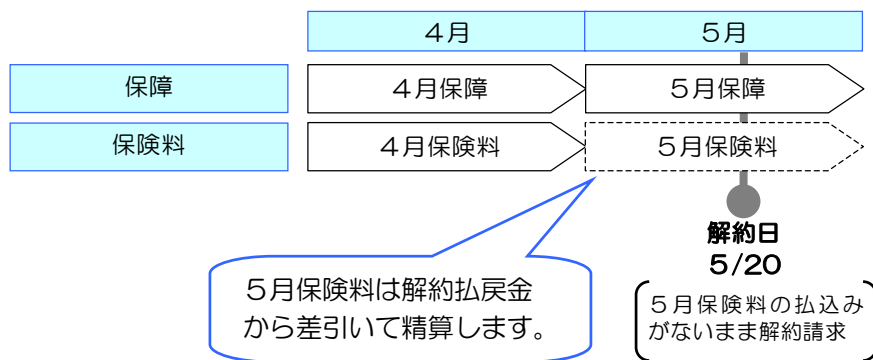 ４月
５月
保障
４月保障
５月保障
保険料
４月保険料
５月保険料
解約日
5/20
５月保険料は解約払戻金
から差引いて精算します。
５月保険料の払込み
がないまま解約請求